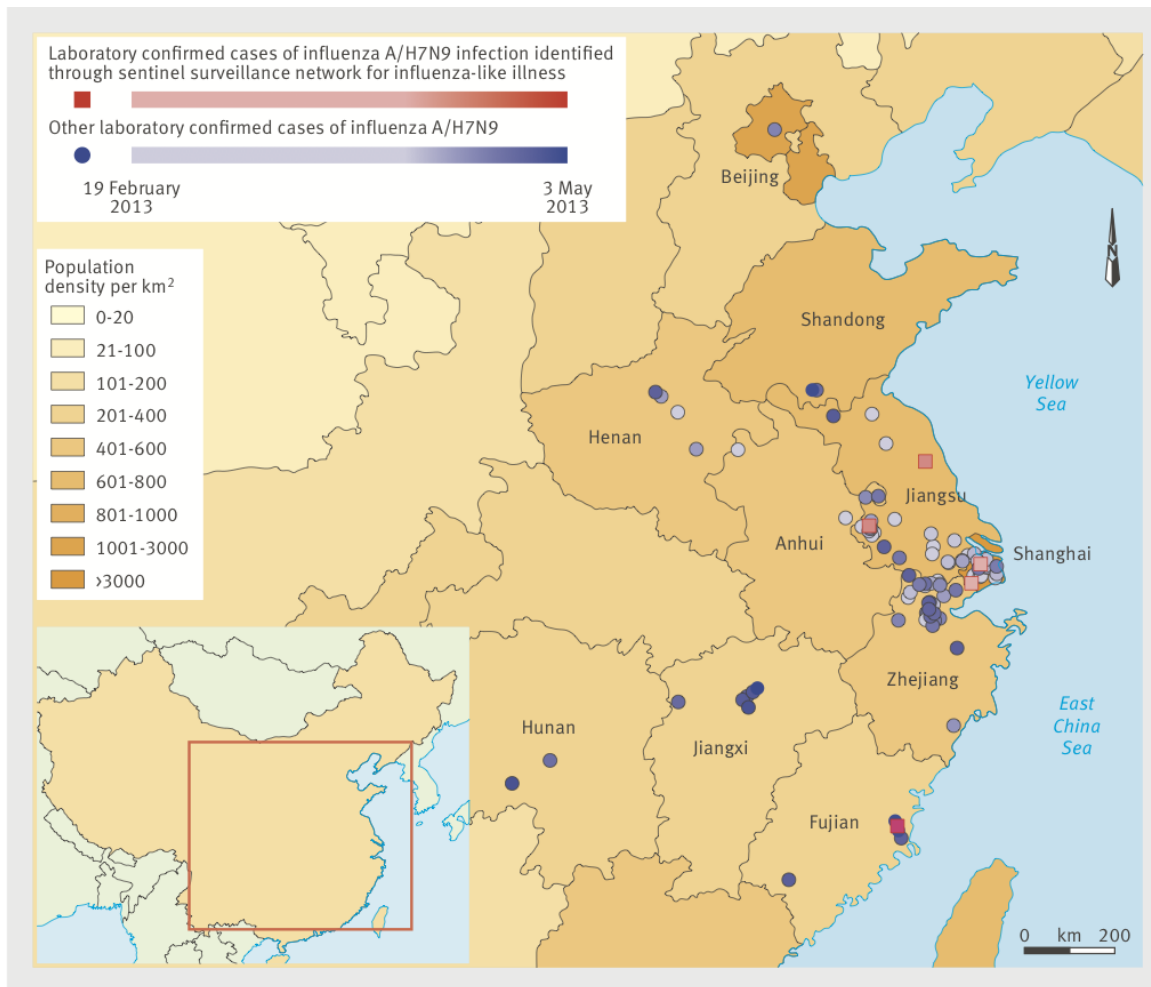 Laboratory confirmed cases of influenza A/H7N9 infection identified
through sentinel surveillance network for influenza-like illness
Other laboratory confirmed cases of influenza A/H7N9
19 February
2013
3 May
2013
Population
density per km²
0-20
21-100
101-200
201-400
401-600
601-800
801-1000
1001-3000
>3000
Beijing
N
Shandong
Yellow
Sea
Henan
Jiangsu
Anhui
Shanghai
Zhejiang
East
China
Sea
Hunan
Jiangxi
Fujian
0 km 200